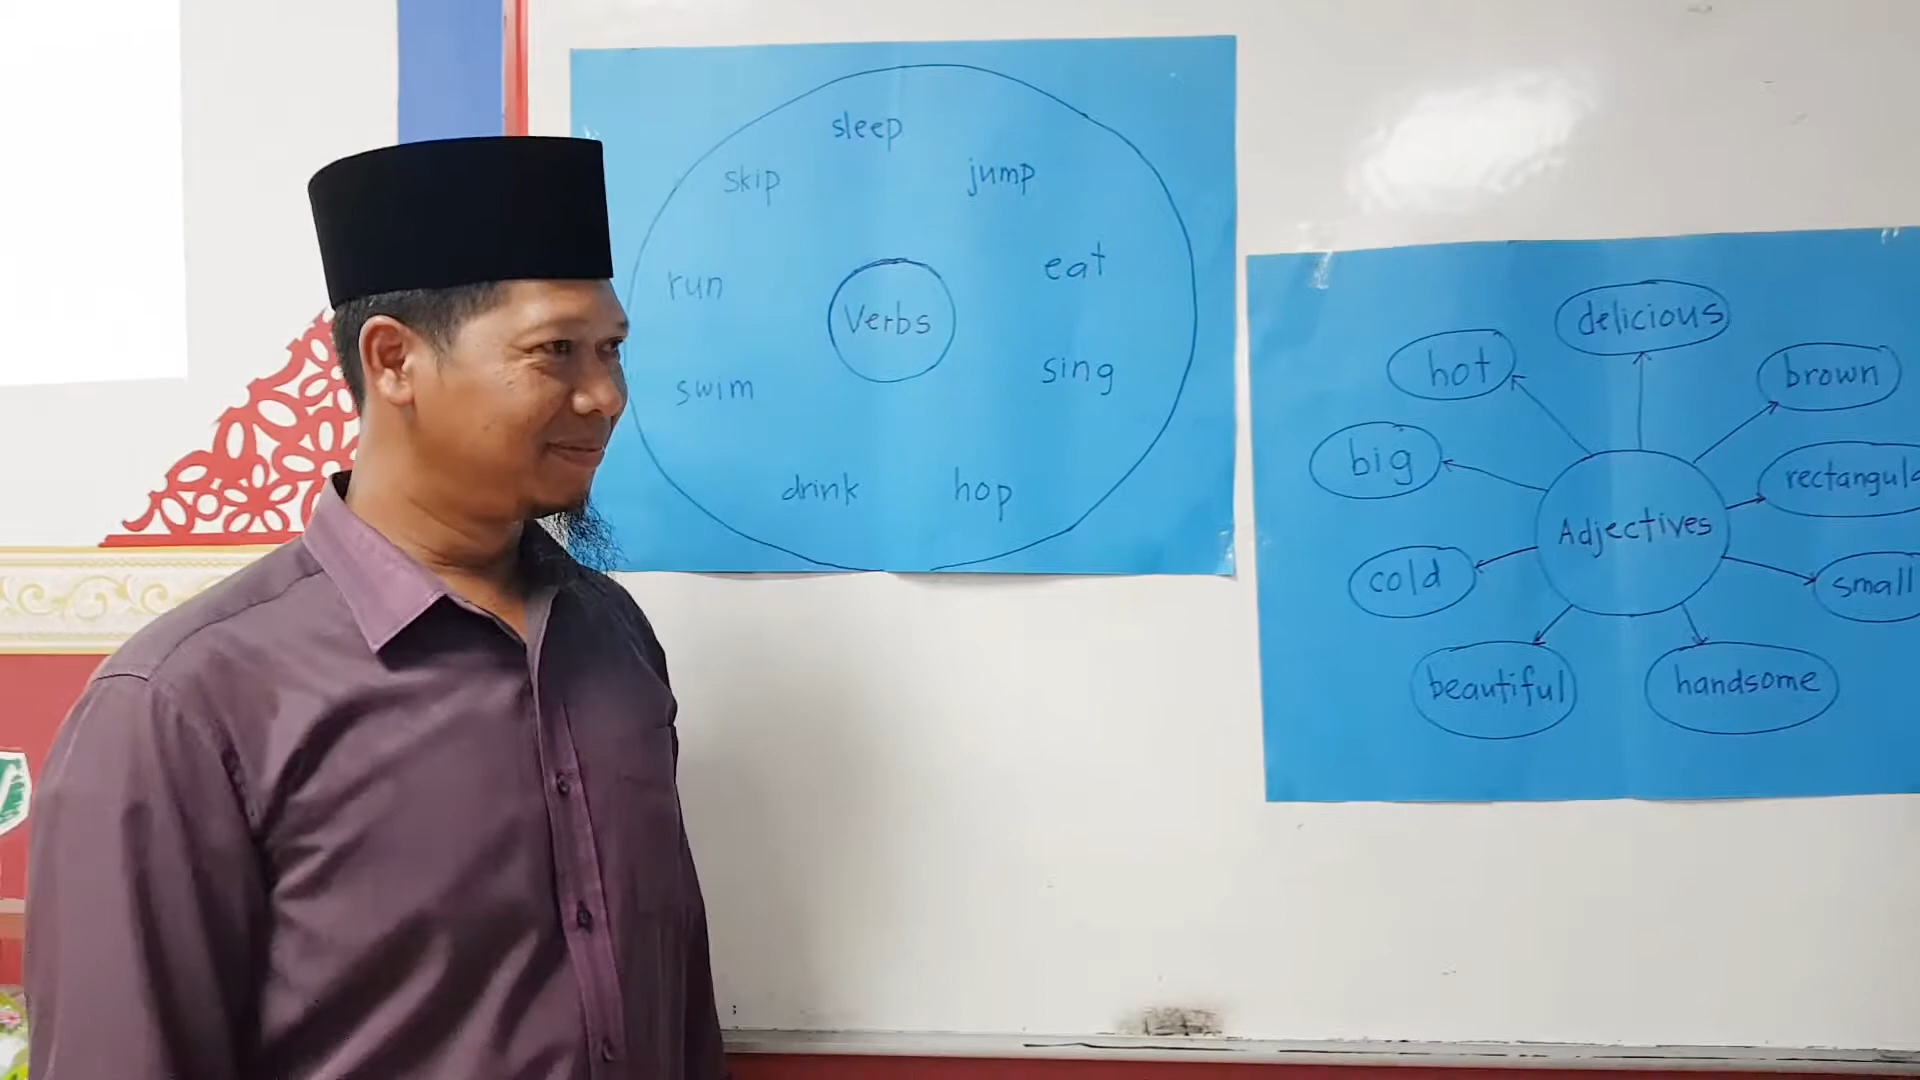 sleep
skip
jump
run
eat
Verbs
swim
sing
drink
hop
delicious
hot
brown
big
rectangula
Adjectives
cold
small
beautiful
handsome